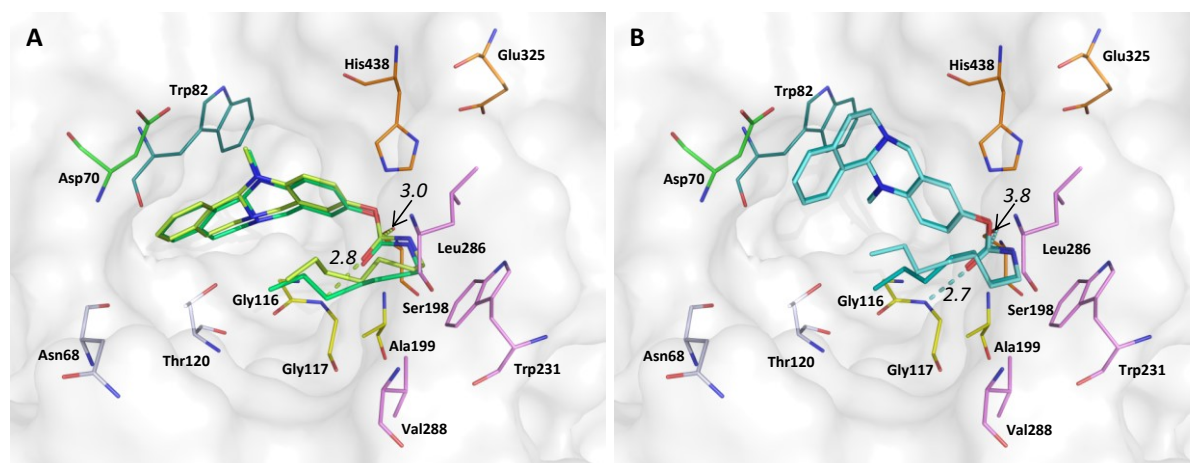 A
His438
Glu325
Trp82
Asp70
3.0
2.8
Leu286
Gly116
Ser198
Asn68
Thr120
Gly117
Ala199
Trp231
Val288
B
His438
Glu325
Trp82
Asp70
3.8
Leu286
Gly116
2.7
Ser198
Asn68
Thr120
Gly117
Ala199
Trp231
Val288